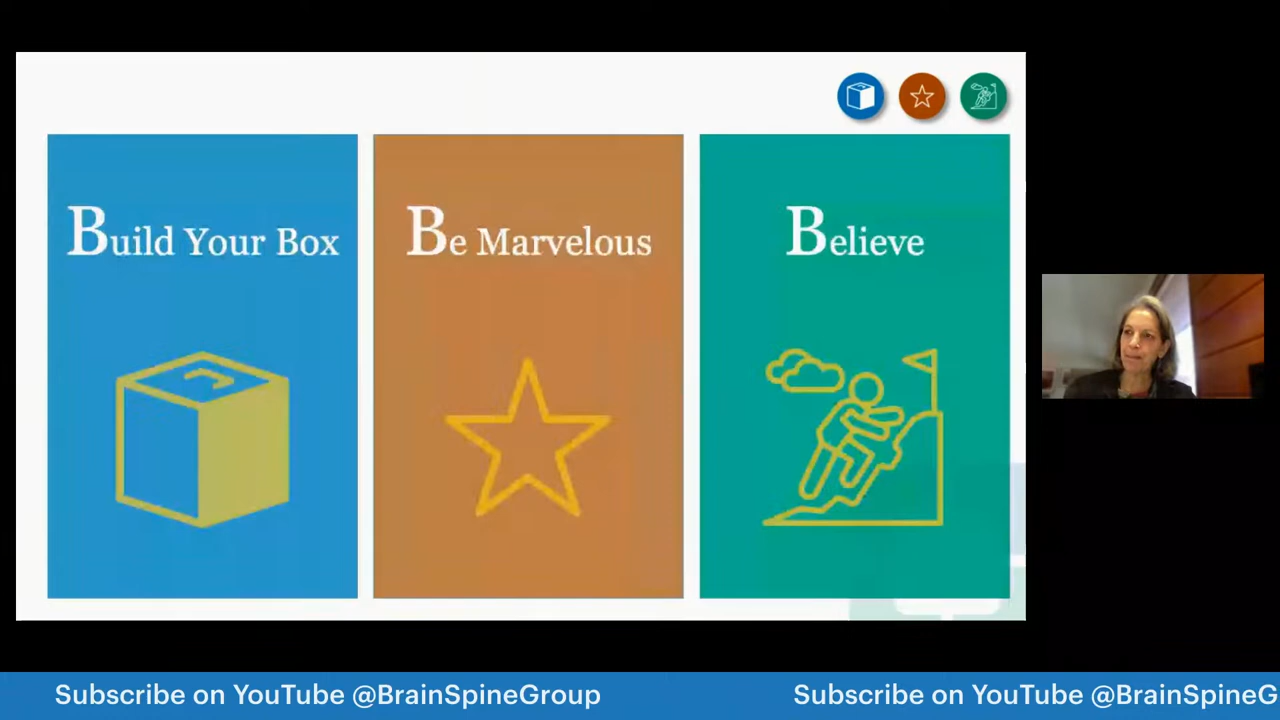 Build Your Box
Be Marvelous
Believe
Subscribe on YouTube @BrainSpineGroup
Subscribe on YouTube @BrainSpineG